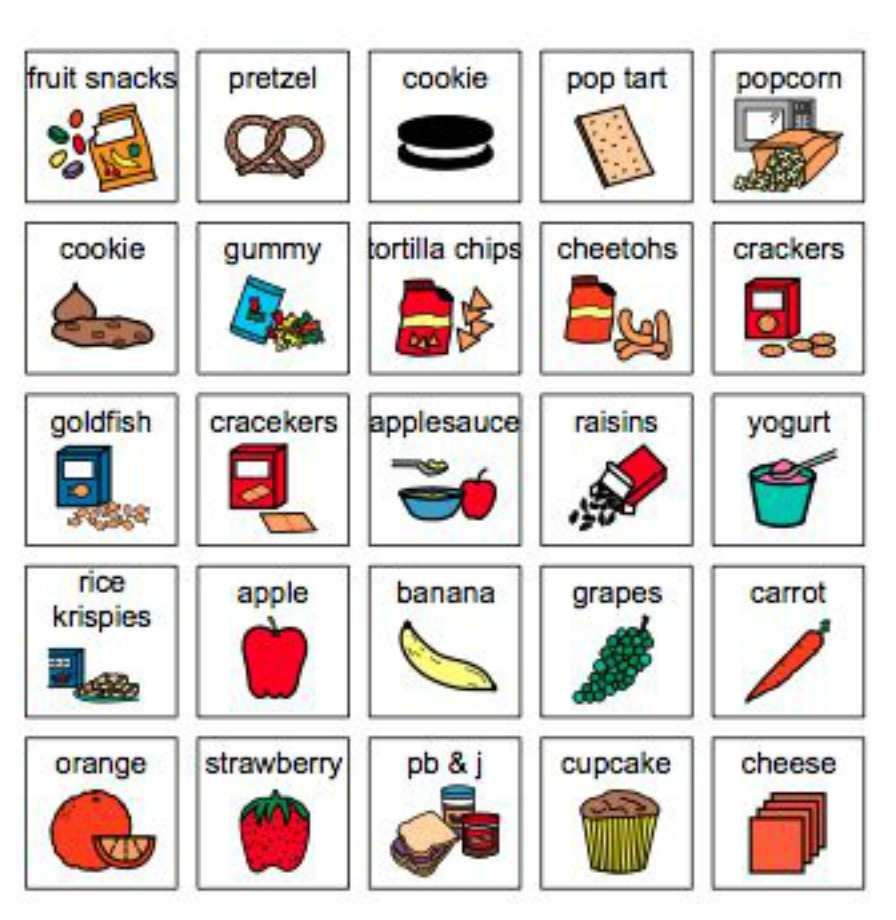 fruit snacks
pretzel
cookie
pop tart
popcorn
cookie
gummy
tortilla chips
cheetohs
crackers
goldfish
cracekers
applesauce
raisins
yogurt
rice
krispies
apple
banana
grapes
carrot
orange
strawberry
pb & j
cupcake
cheese